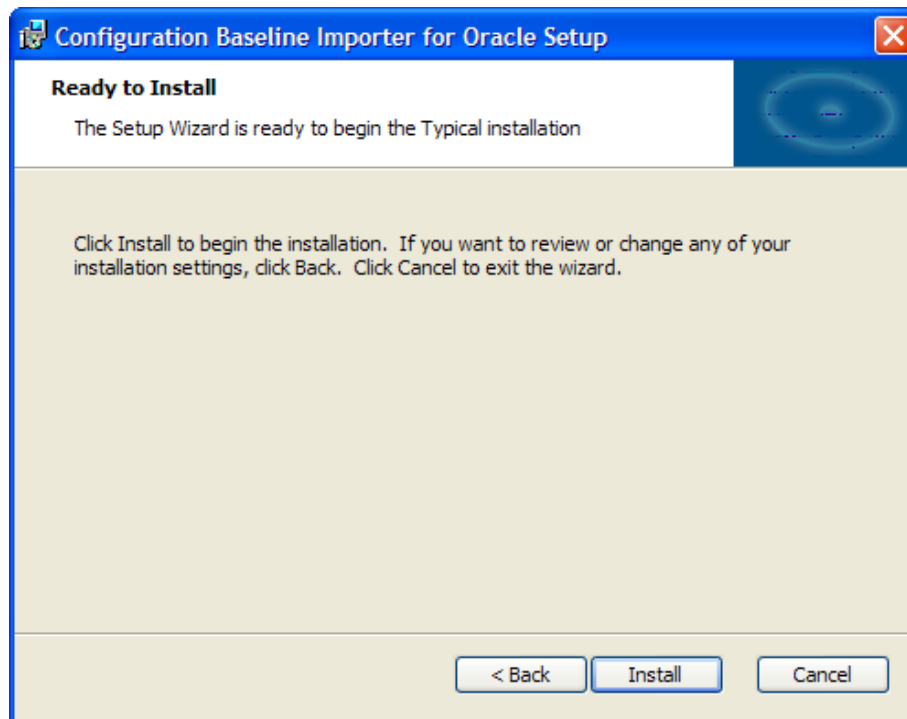 Configuration Baseline Importer for Oracle Setup
Ready to Install
The Setup Wizard is ready to begin the Typical installation
Click Install to begin the installation.  If you want to review or change any of your
installation settings, click Back.  Click Cancel to exit the wizard.
< Back
Install
Cancel